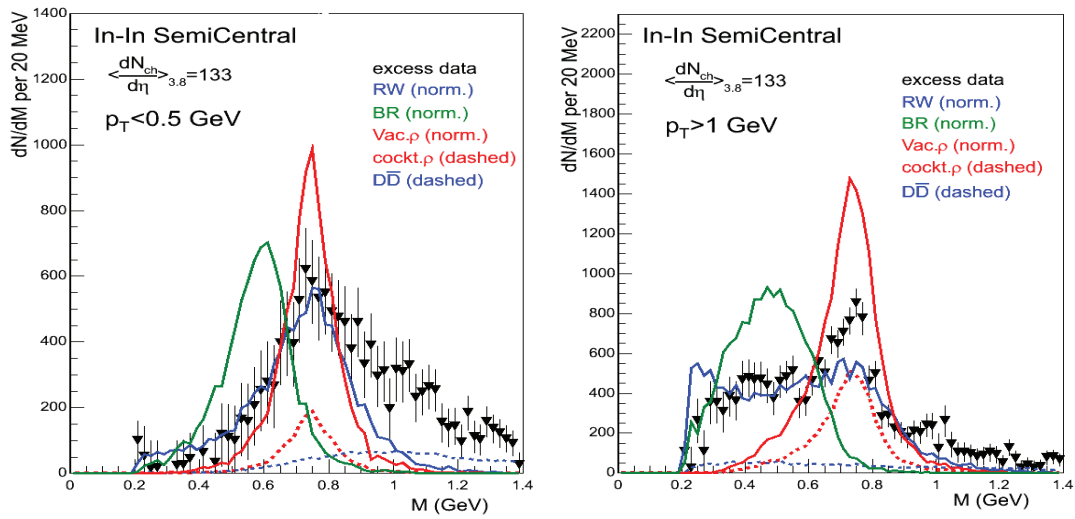 In-In SemiCentral
<dN_ch/dη>_3.8=133
p_T<0.5 GeV
excess data
RW (norm.)
BR (norm.)
Vac.ρ (norm.)
cockt.ρ (dashed)
DD̅ (dashed)
dN/dM per 20 MeV
1400
1200
1000
800
600
400
200
0
0 0.2 0.4 0.6 0.8 1 1.2 1.4
M (GeV)
In-In SemiCentral
<dN_ch/dη>_3.8=133
p_T>1 GeV
excess data
RW (norm.)
BR (norm.)
Vac.ρ (norm.)
cockt.ρ (dashed)
DD̅ (dashed)
dN/dM per 20 MeV
2200
2000
1800
1600
1400
1200
1000
800
600
400
200
0
0 0.2 0.4 0.6 0.8 1 1.2 1.4
M (GeV)